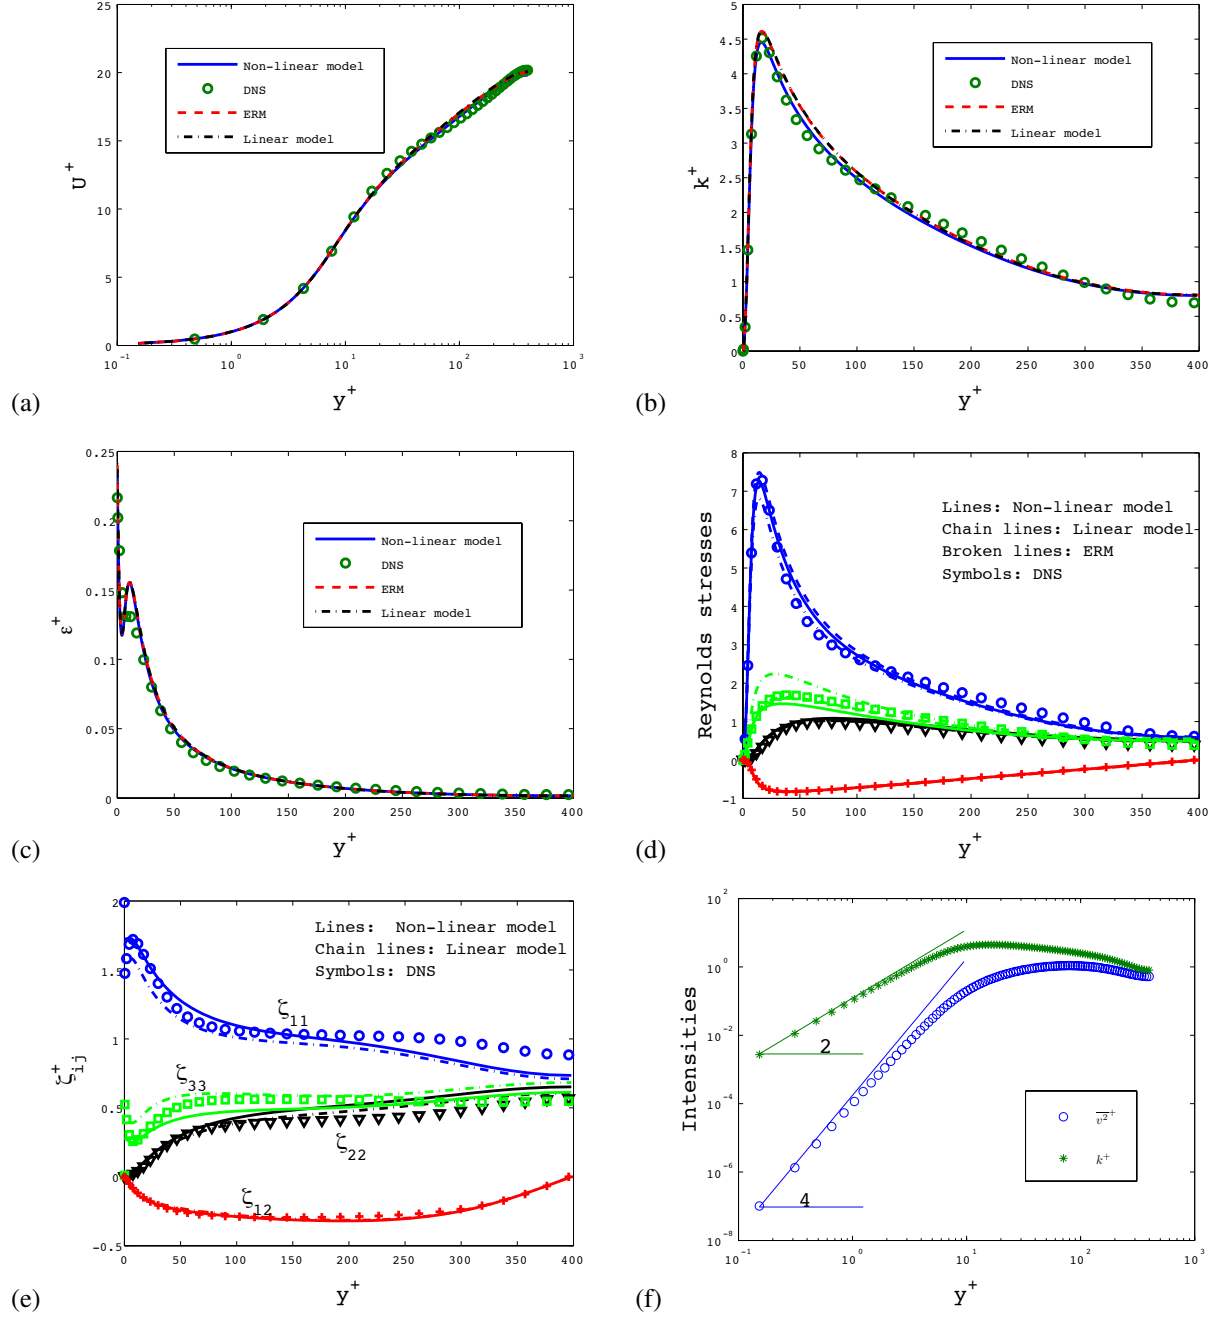 25
20
15
10
5
0
10⁻¹ 10⁰ 10¹ 10² 10³
U⁺
y⁺
Non-linear model
DNS
ERM
Linear model
(a)
4.5
4
3.5
3
2.5
2
1.5
1
0.5
0
0 50 100 150 200 250 300 350 400
k⁺
y⁺
Non-linear model
DNS
ERM
Linear model
(b)
0.25
0.2
0.15
0.1
0.05
0
0 50 100 150 200 250 300 350 400
ε⁺
y⁺
Non-linear model
DNS
ERM
Linear model
(c)
8
7
6
5
4
3
2
1
0
−1
0 50 100 150 200 250 300 350 400
Reynolds stresses
y⁺
Lines: Non-linear model
Chain lines: Linear model
Broken lines: ERM
Symbols: DNS
(d)
2
1.5
1
0.5
0
−0.5
0 50 100 150 200 250 300 350 400
ζ⁺ij
y⁺
Lines: Non-linear model
Chain lines: Linear model
Symbols: DNS
ζ11
ζ33
ζ22
ζ12
(e)
10²
10⁰
10⁻²
10⁻⁴
10⁻⁶
10⁻⁸
10⁻¹ 10⁰ 10¹ 10² 10³
Intensities
y⁺
2
4
v²⁺
k⁺
(f)